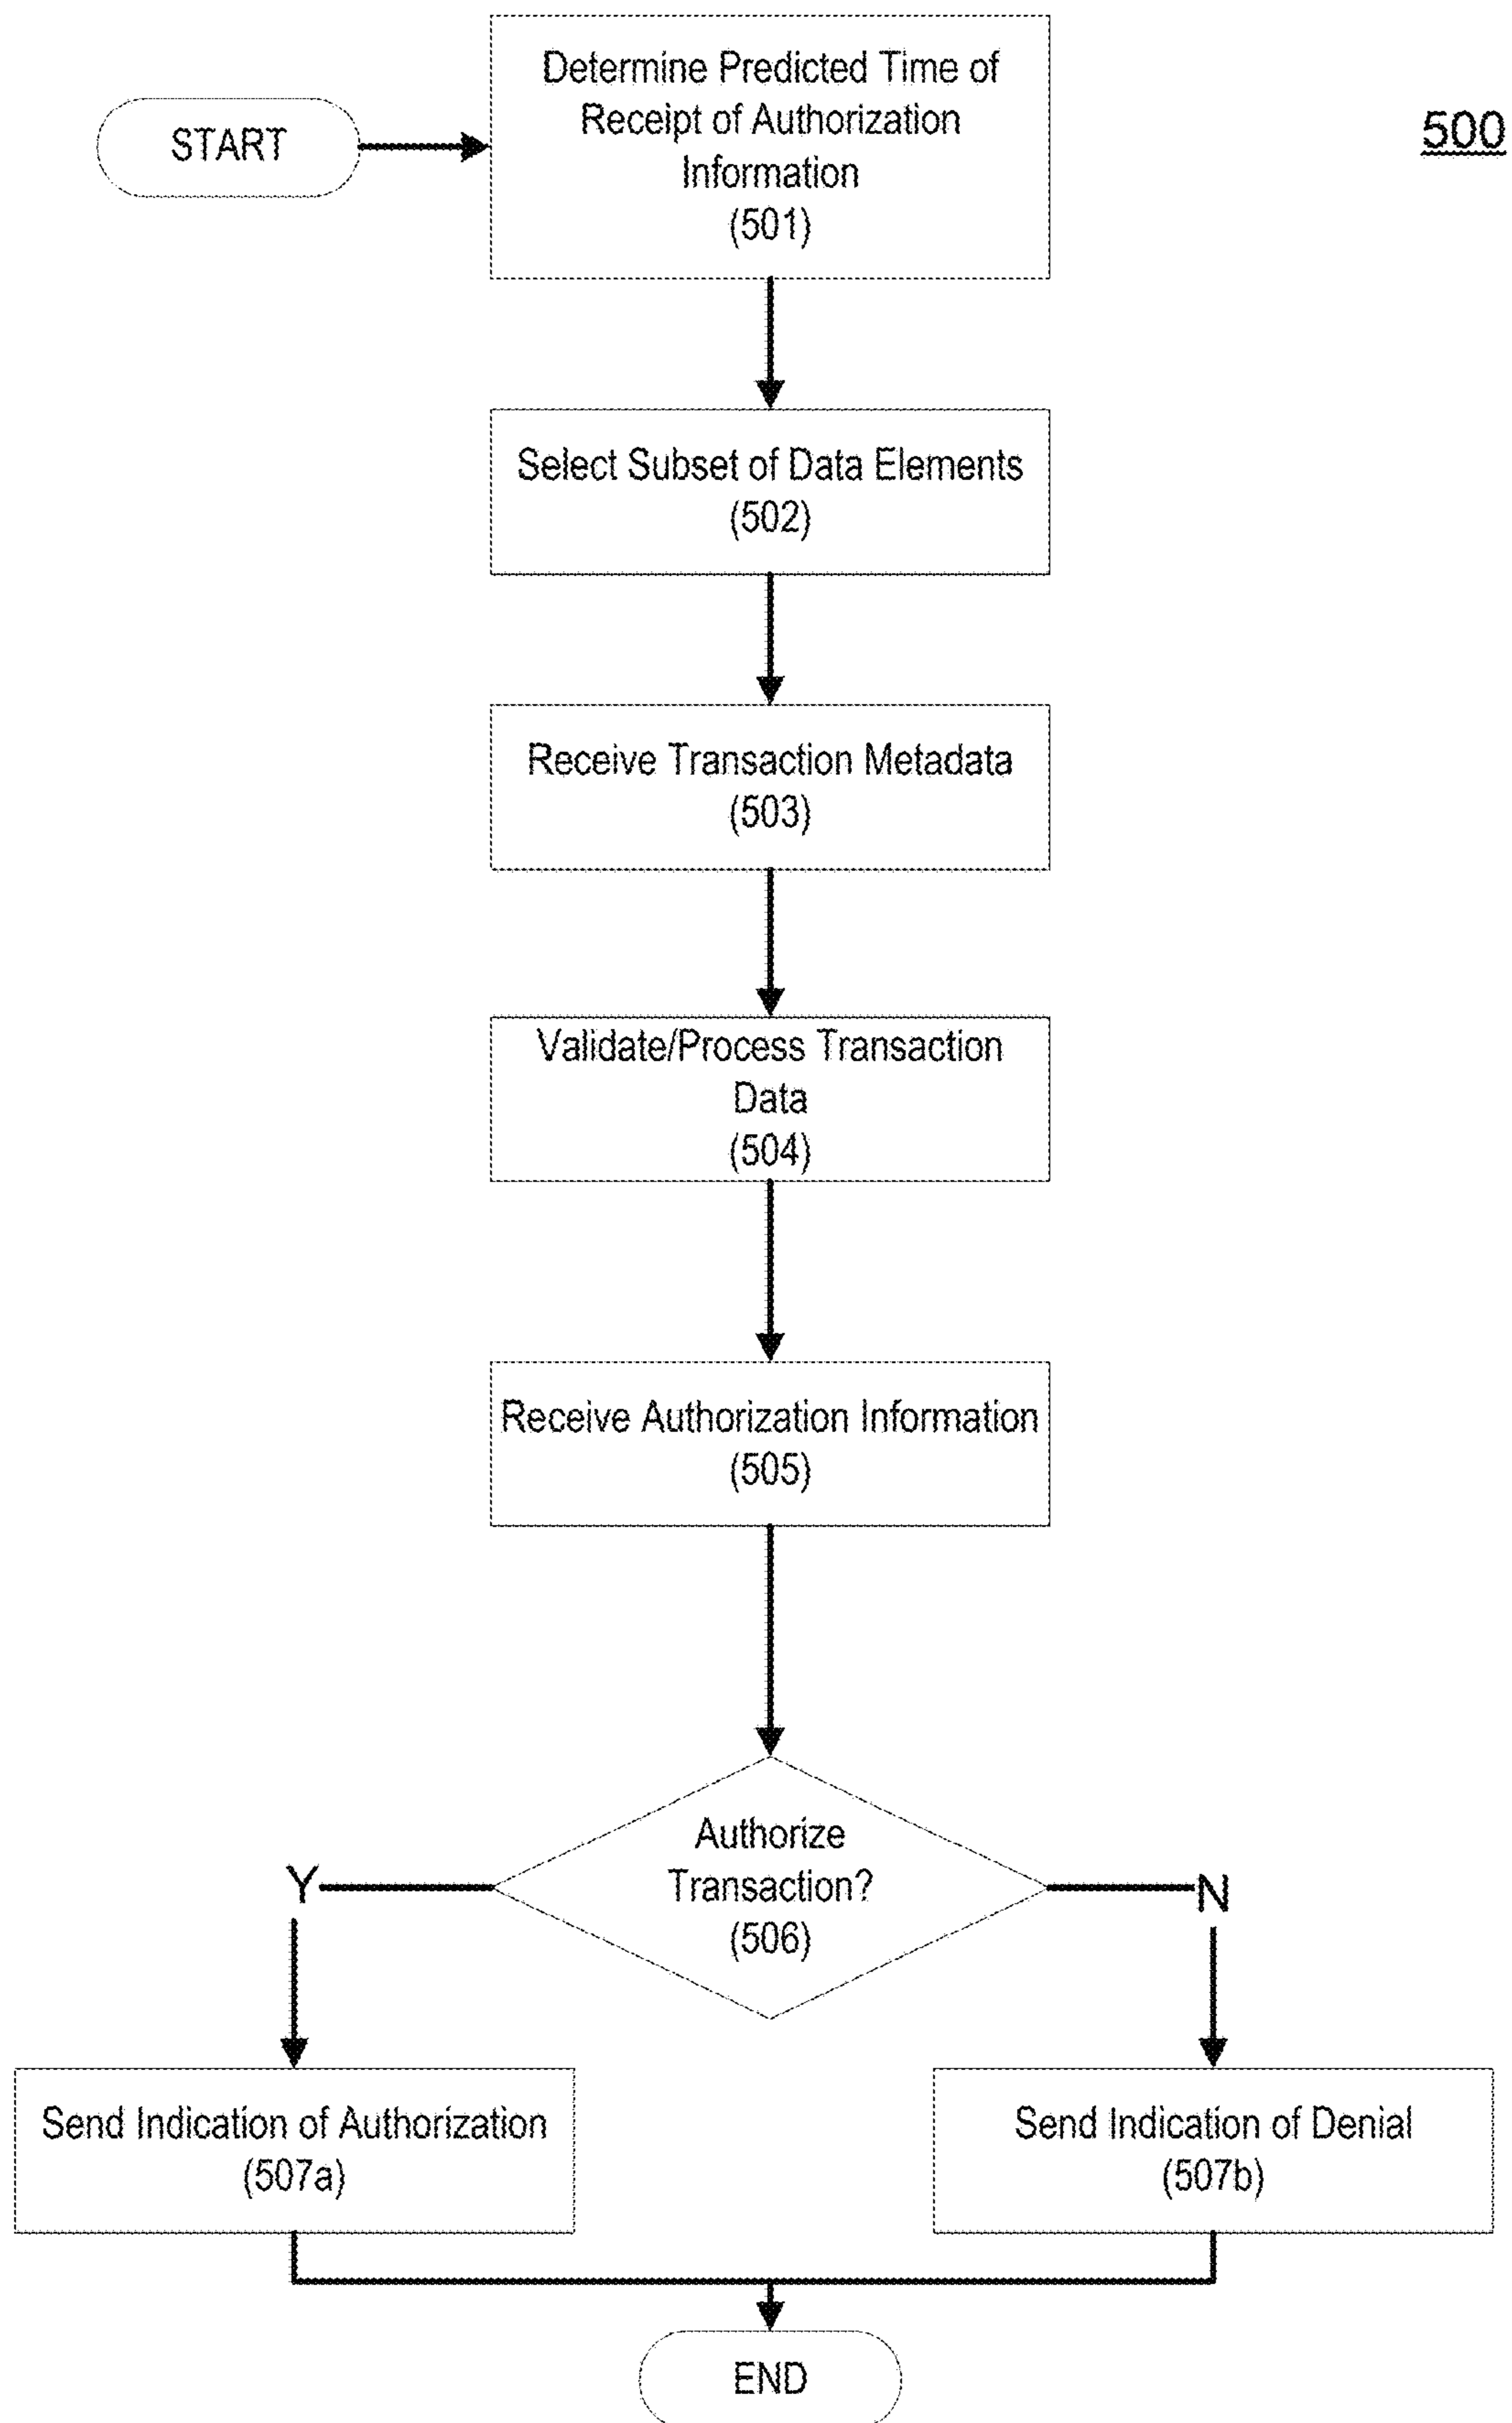 Determine Predicted Time of
Receipt of Authorization
Information
(501)
START
500
Select Subset of Data Elements
(502)
Receive Transaction Metadata
(503)
Validate/Process Transaction
Data
(504)
Receive Authorization Information
(505)
Authorize
Transaction?
(506)
Y
N
Send Indication of Authorization
(507a)
Send Indication of Denial
(507b)
END